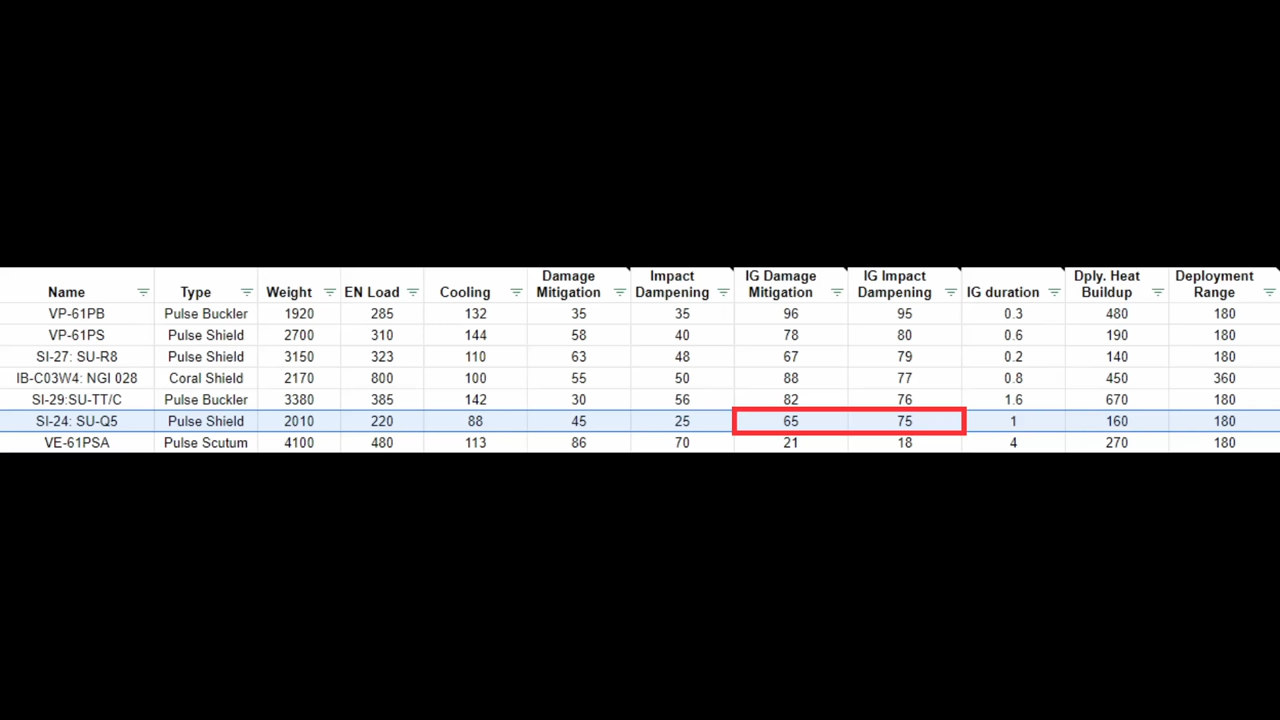 Name Type Weight EN Load Cooling Damage Mitigation Impact Dampening IG Damage Mitigation IG Impact Dampening IG duration Dply. Heat Buildup Deployment Range
VP-61PB Pulse Buckler 1920 285 132 35 35 96 95 0.3 480 180
VP-61PS Pulse Shield 2700 310 144 58 40 78 80 0.6 190 180
SI-27: SU-R8 Pulse Shield 3150 323 110 63 48 67 79 0.2 140 180
IB-C03W4: NGI 028 Coral Shield 2170 800 100 55 50 88 77 0.8 450 360
SI-29:SU-TT/C Pulse Buckler 3380 385 142 30 56 82 76 1.6 670 180
SI-24: SU-Q5 Pulse Shield 2010 220 88 45 25 65 75 1 160 180
VE-61PSA Pulse Scutum 4100 480 113 86 70 21 18 4 270 180